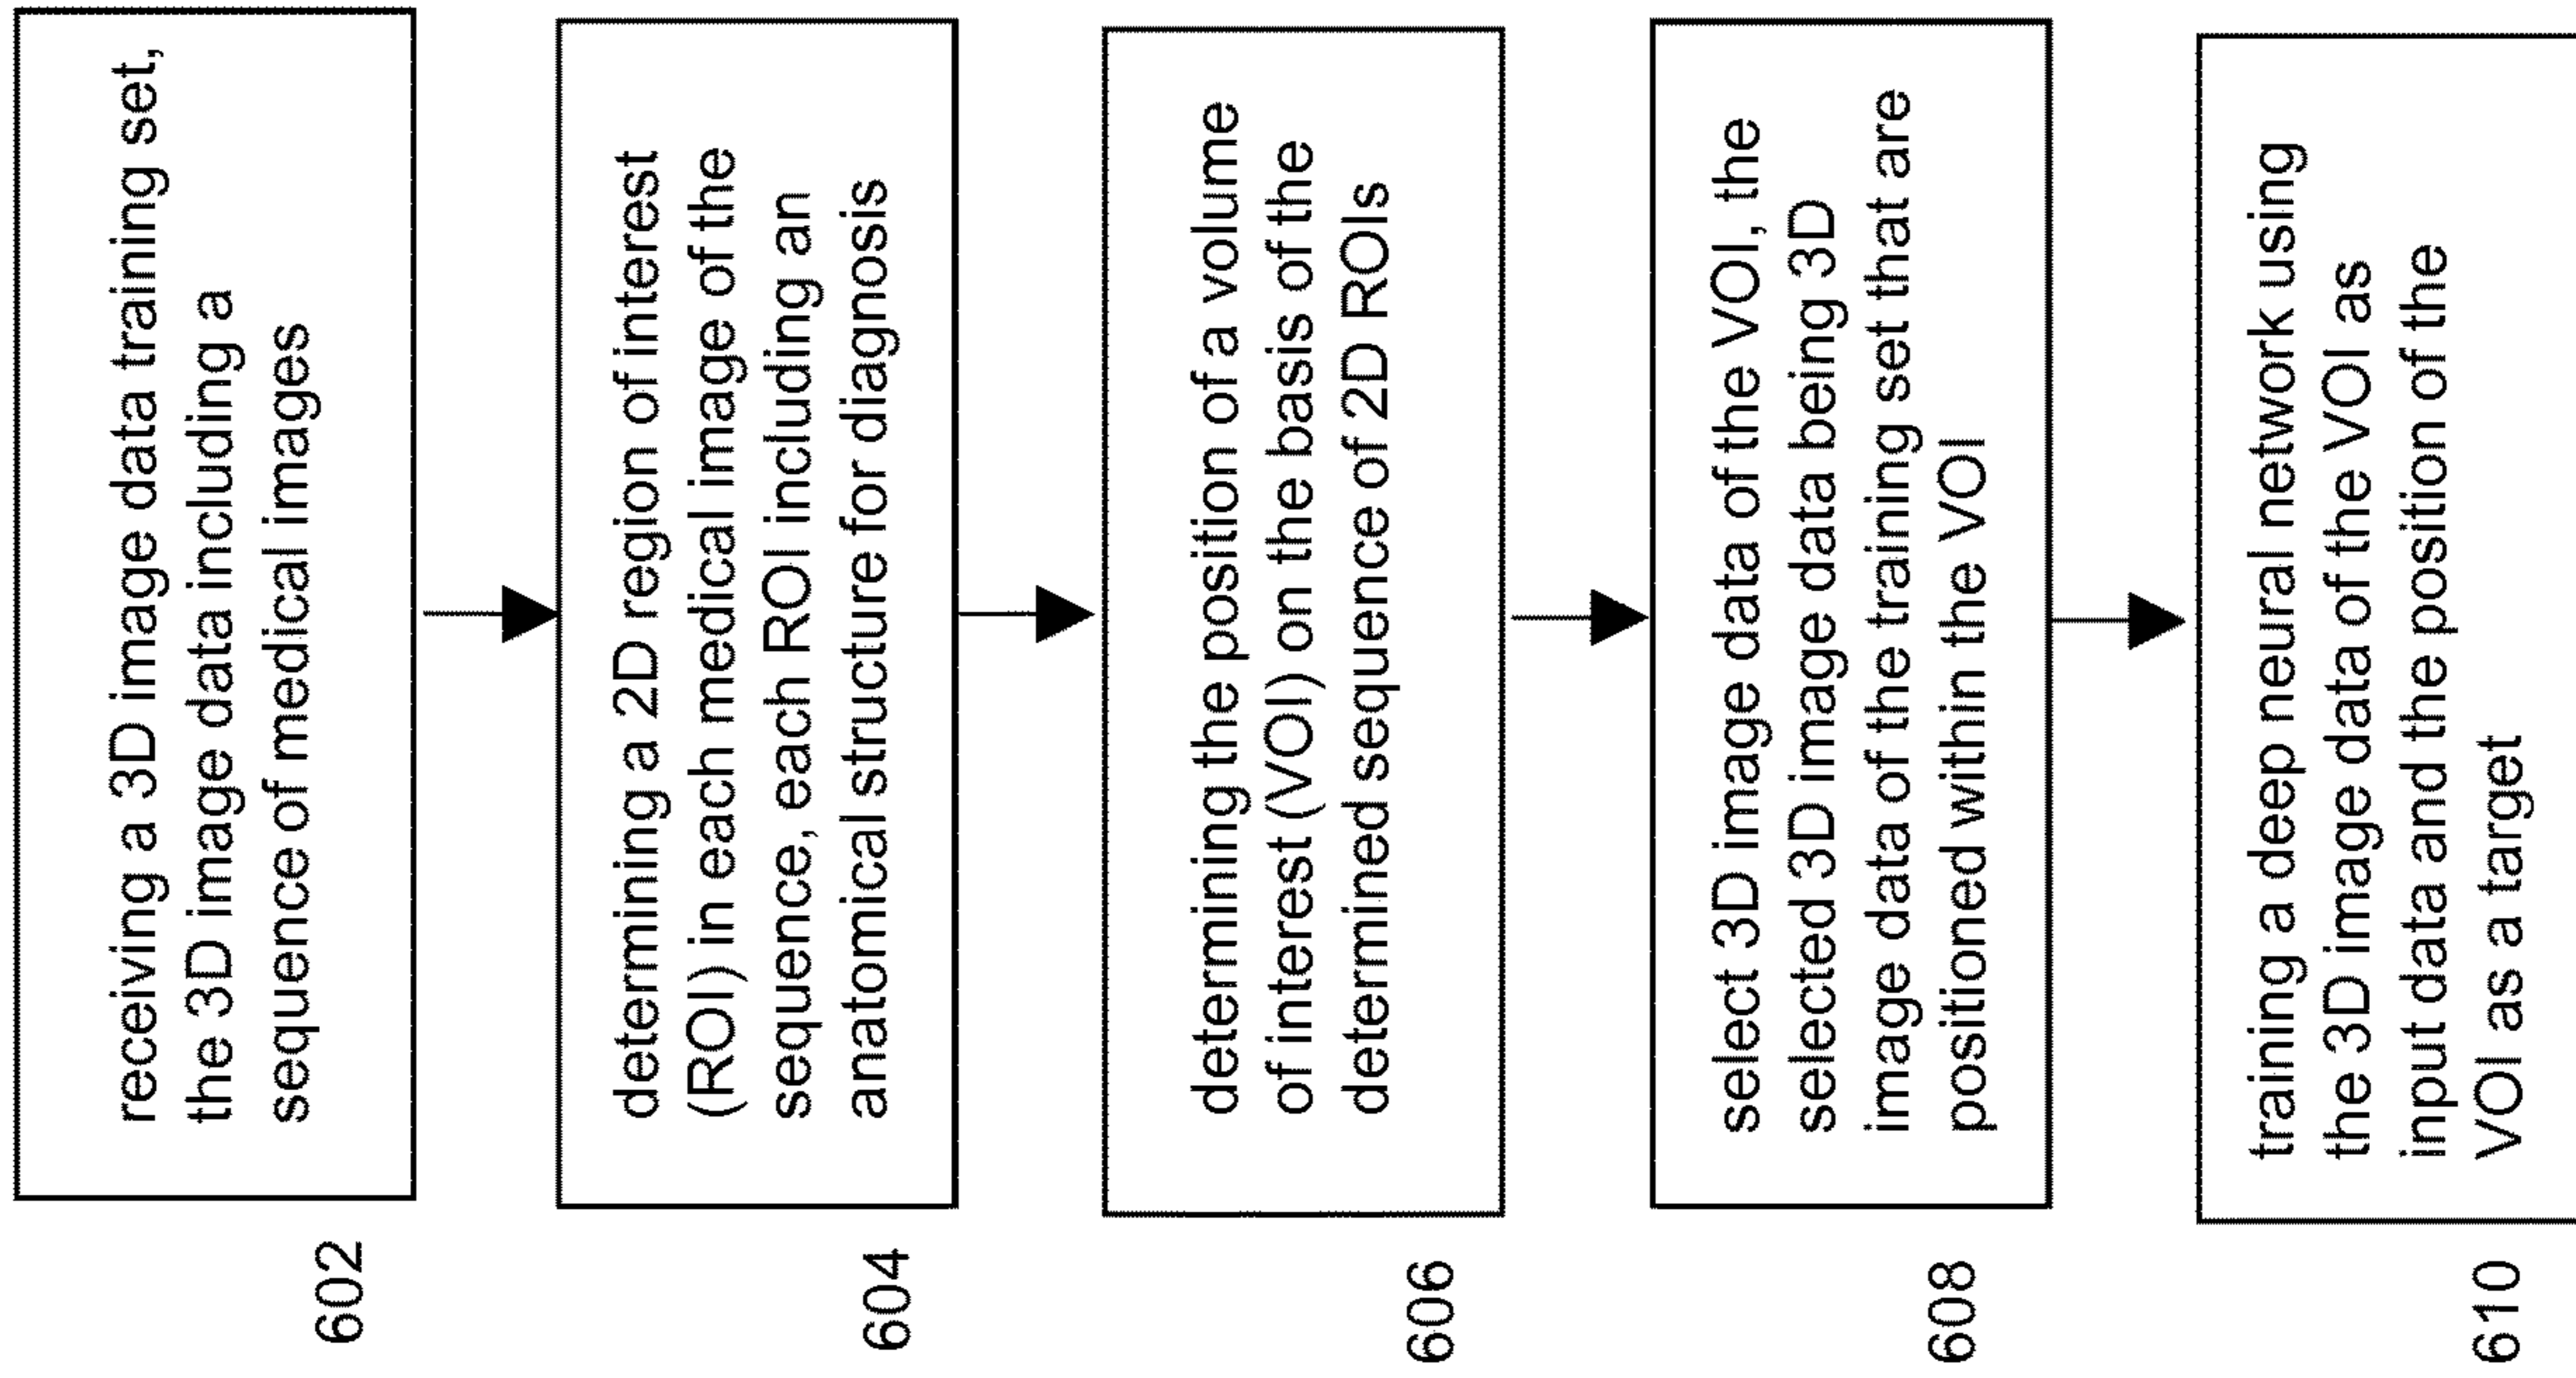 receiving a 3D image data training set,
the 3D image data including a
sequence of medical images
602
determining a 2D region of interest
(ROI) in each medical image of the
sequence, each ROI including an
anatomical structure for diagnosis
604
determining the position of a volume
of interest (VOI) on the basis of the
determined sequence of 2D ROIs
606
select 3D image data of the VOI, the
selected 3D image data being 3D
image data of the training set that are
positioned within the VOI
608
training a deep neural network using
the 3D image data of the VOI as
input data and the position of the
VOI as a target
610